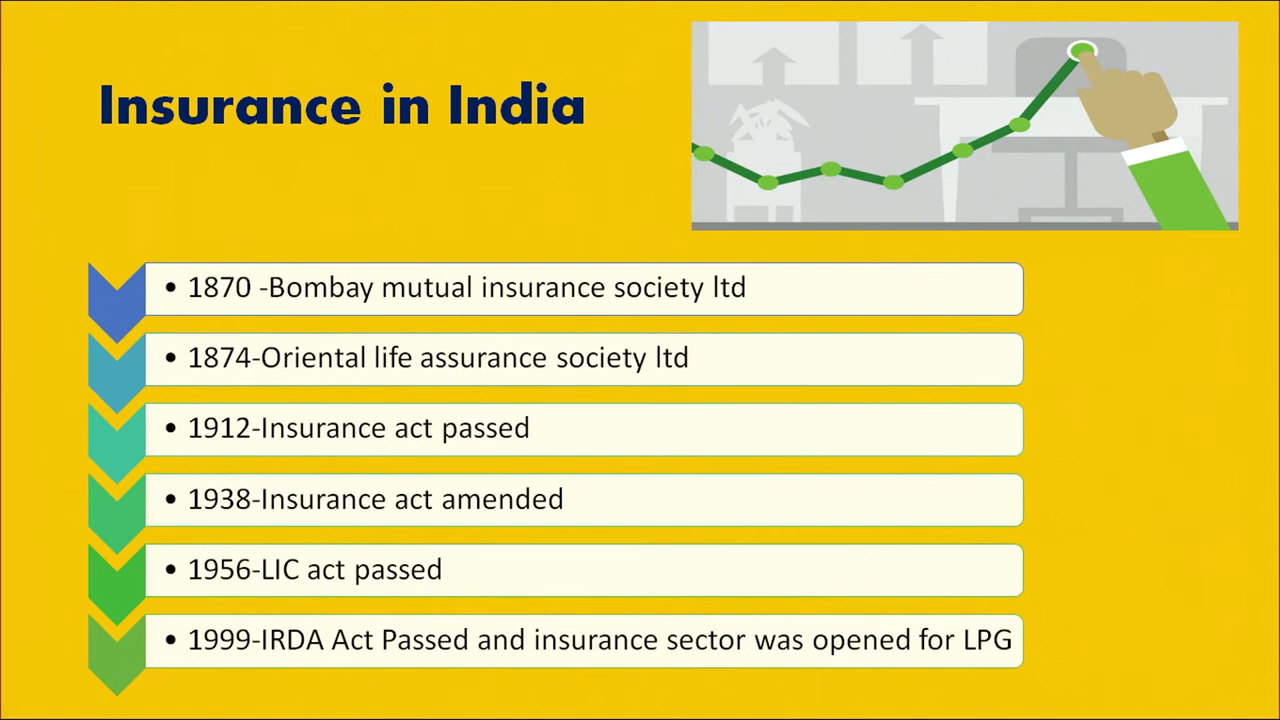 Insurance in India
• 1870 -Bombay mutual insurance society ltd
• 1874-Oriental life assurance society ltd
• 1912-Insurance act passed
• 1938-Insurance act amended
• 1956-LIC act passed
• 1999-IRDA Act Passed and insurance sector was opened for LPG